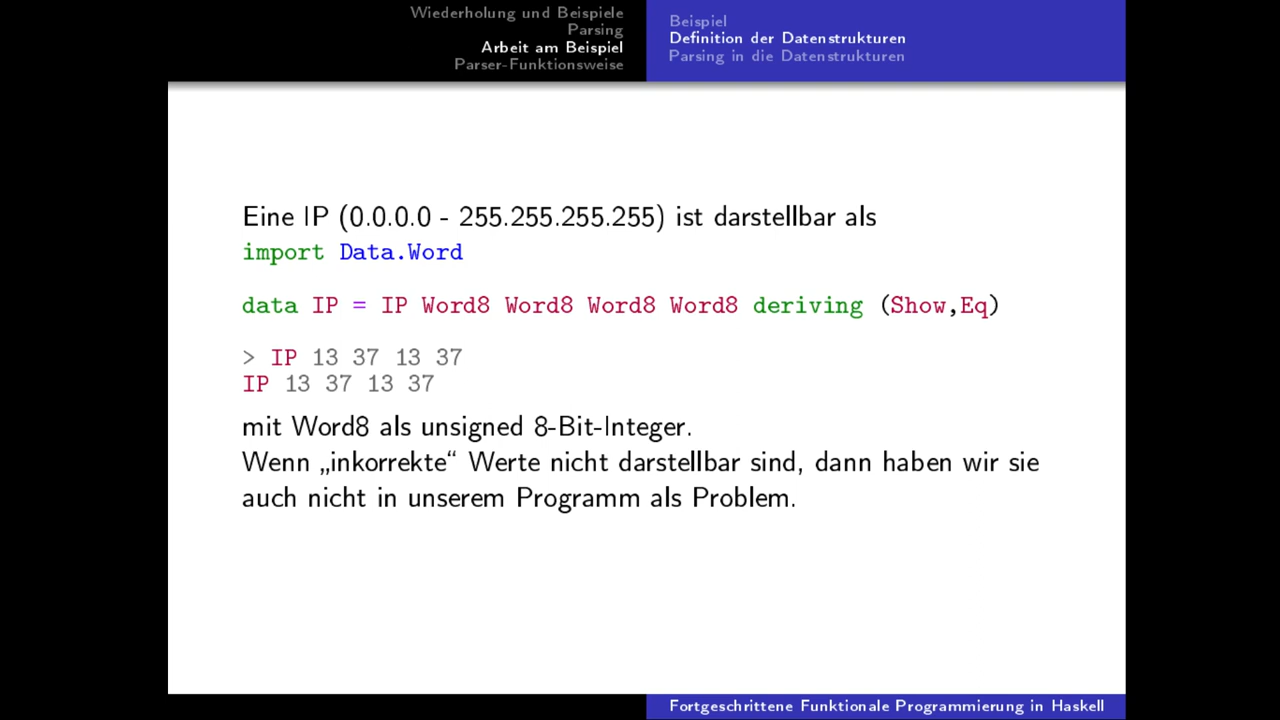 Wiederholung und Beispiele
Parsing
Arbeit am Beispiel
Parser-Funktionsweise
Beispiel
Definition der Datenstrukturen
Parsing in die Datenstrukturen
Eine IP (0.0.0.0 - 255.255.255.255) ist darstellbar als
import Data.Word
data IP = IP Word8 Word8 Word8 Word8 deriving (Show,Eq)
> IP 13 37 13 37
IP 13 37 13 37
mit Word8 als unsigned 8-Bit-Integer.
Wenn „inkorrekte“ Werte nicht darstellbar sind, dann haben wir sie
auch nicht in unserem Programm als Problem.
Fortgeschrittene Funktionale Programmierung in Haskell